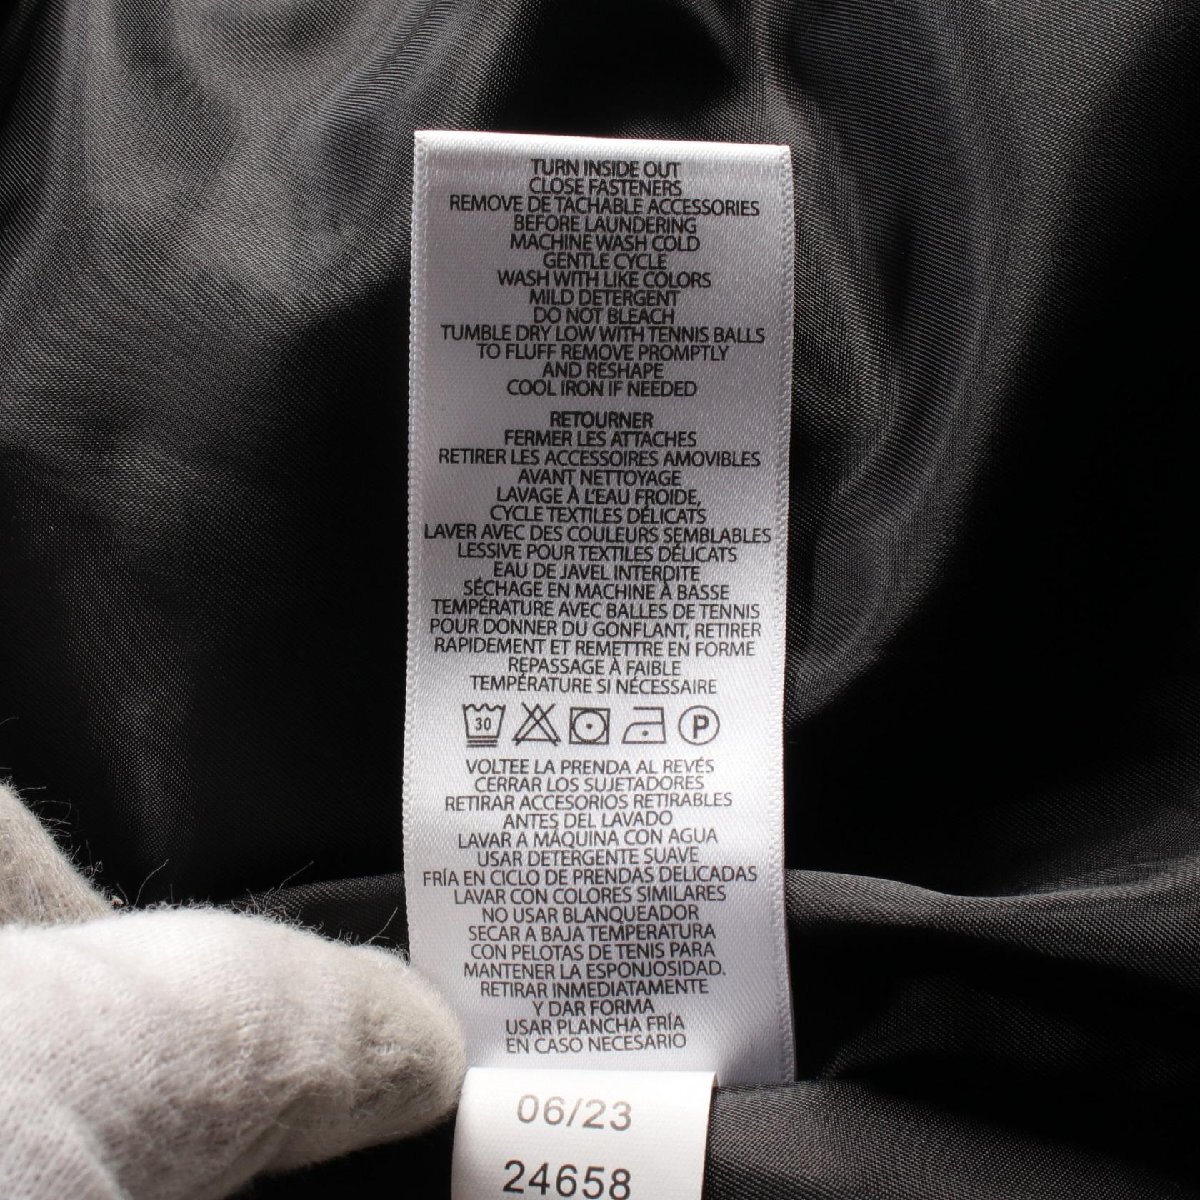 TURN INSIDE OUT
CLOSE FASTENERS
REMOVE DE TACHABLE ACCESSORIES
BEFORE LAUNDERING
MACHINE WASH COLD
GENTLE CYCLE
WASH WITH LIKE COLORS
MILD DETERGENT
DO NOT BLEACH
TUMBLE DRY LOW WITH TENNIS BALLS
TO FLUFF REMOVE PROMPTLY
AND RESHAPE
COOL IRON IF NEEDED
RETOURNER
FERMER LES ATTACHES
RETIRER LES ACCESSOIRES AMOVIBLES
AVANT NETTOYAGE
LAVAGE À L'EAU FROIDE,
CYCLE TEXTILES DÉLICATS
LAVER AVEC DES COULEURS SEMBLABLES
LESSIVE POUR TEXTILES DÉLICATS
EAU DE JAVEL INTERDITE
SÉCHAGE EN MACHINE À BASSE
TEMPÉRATURE AVEC BALLES DE TENNIS
POUR DONNER DU GONFLANT, RETIRER
RAPIDEMENT ET REMETTRE EN FORME
REPASSAGE À FAIBLE
TEMPÉRATURE SI NÉCESSAIRE
30 P
VOLTEE LA PRENDA AL REVÉS
CERRAR LOS SUJETADORES
RETIRAR ACCESORIOS RETIRABLES
ANTES DEL LAVADO
LAVAR A MÁQUINA CON AGUA
USAR DETERGENTE SUAVE
FRÍA EN CICLO DE PRENDAS DELICADAS
LAVAR CON COLORES SIMILARES
NO USAR BLANQUEADOR
SECAR A BAJA TEMPERATURA
CON PELOTAS DE TENIS PARA
MANTENER LA ESPONJOSIDAD.
RETIRAR INMEDIATAMENTE
Y DAR FORMA
USAR PLANCHA FRÍA
EN CASO NECESARIO
06/23
24658